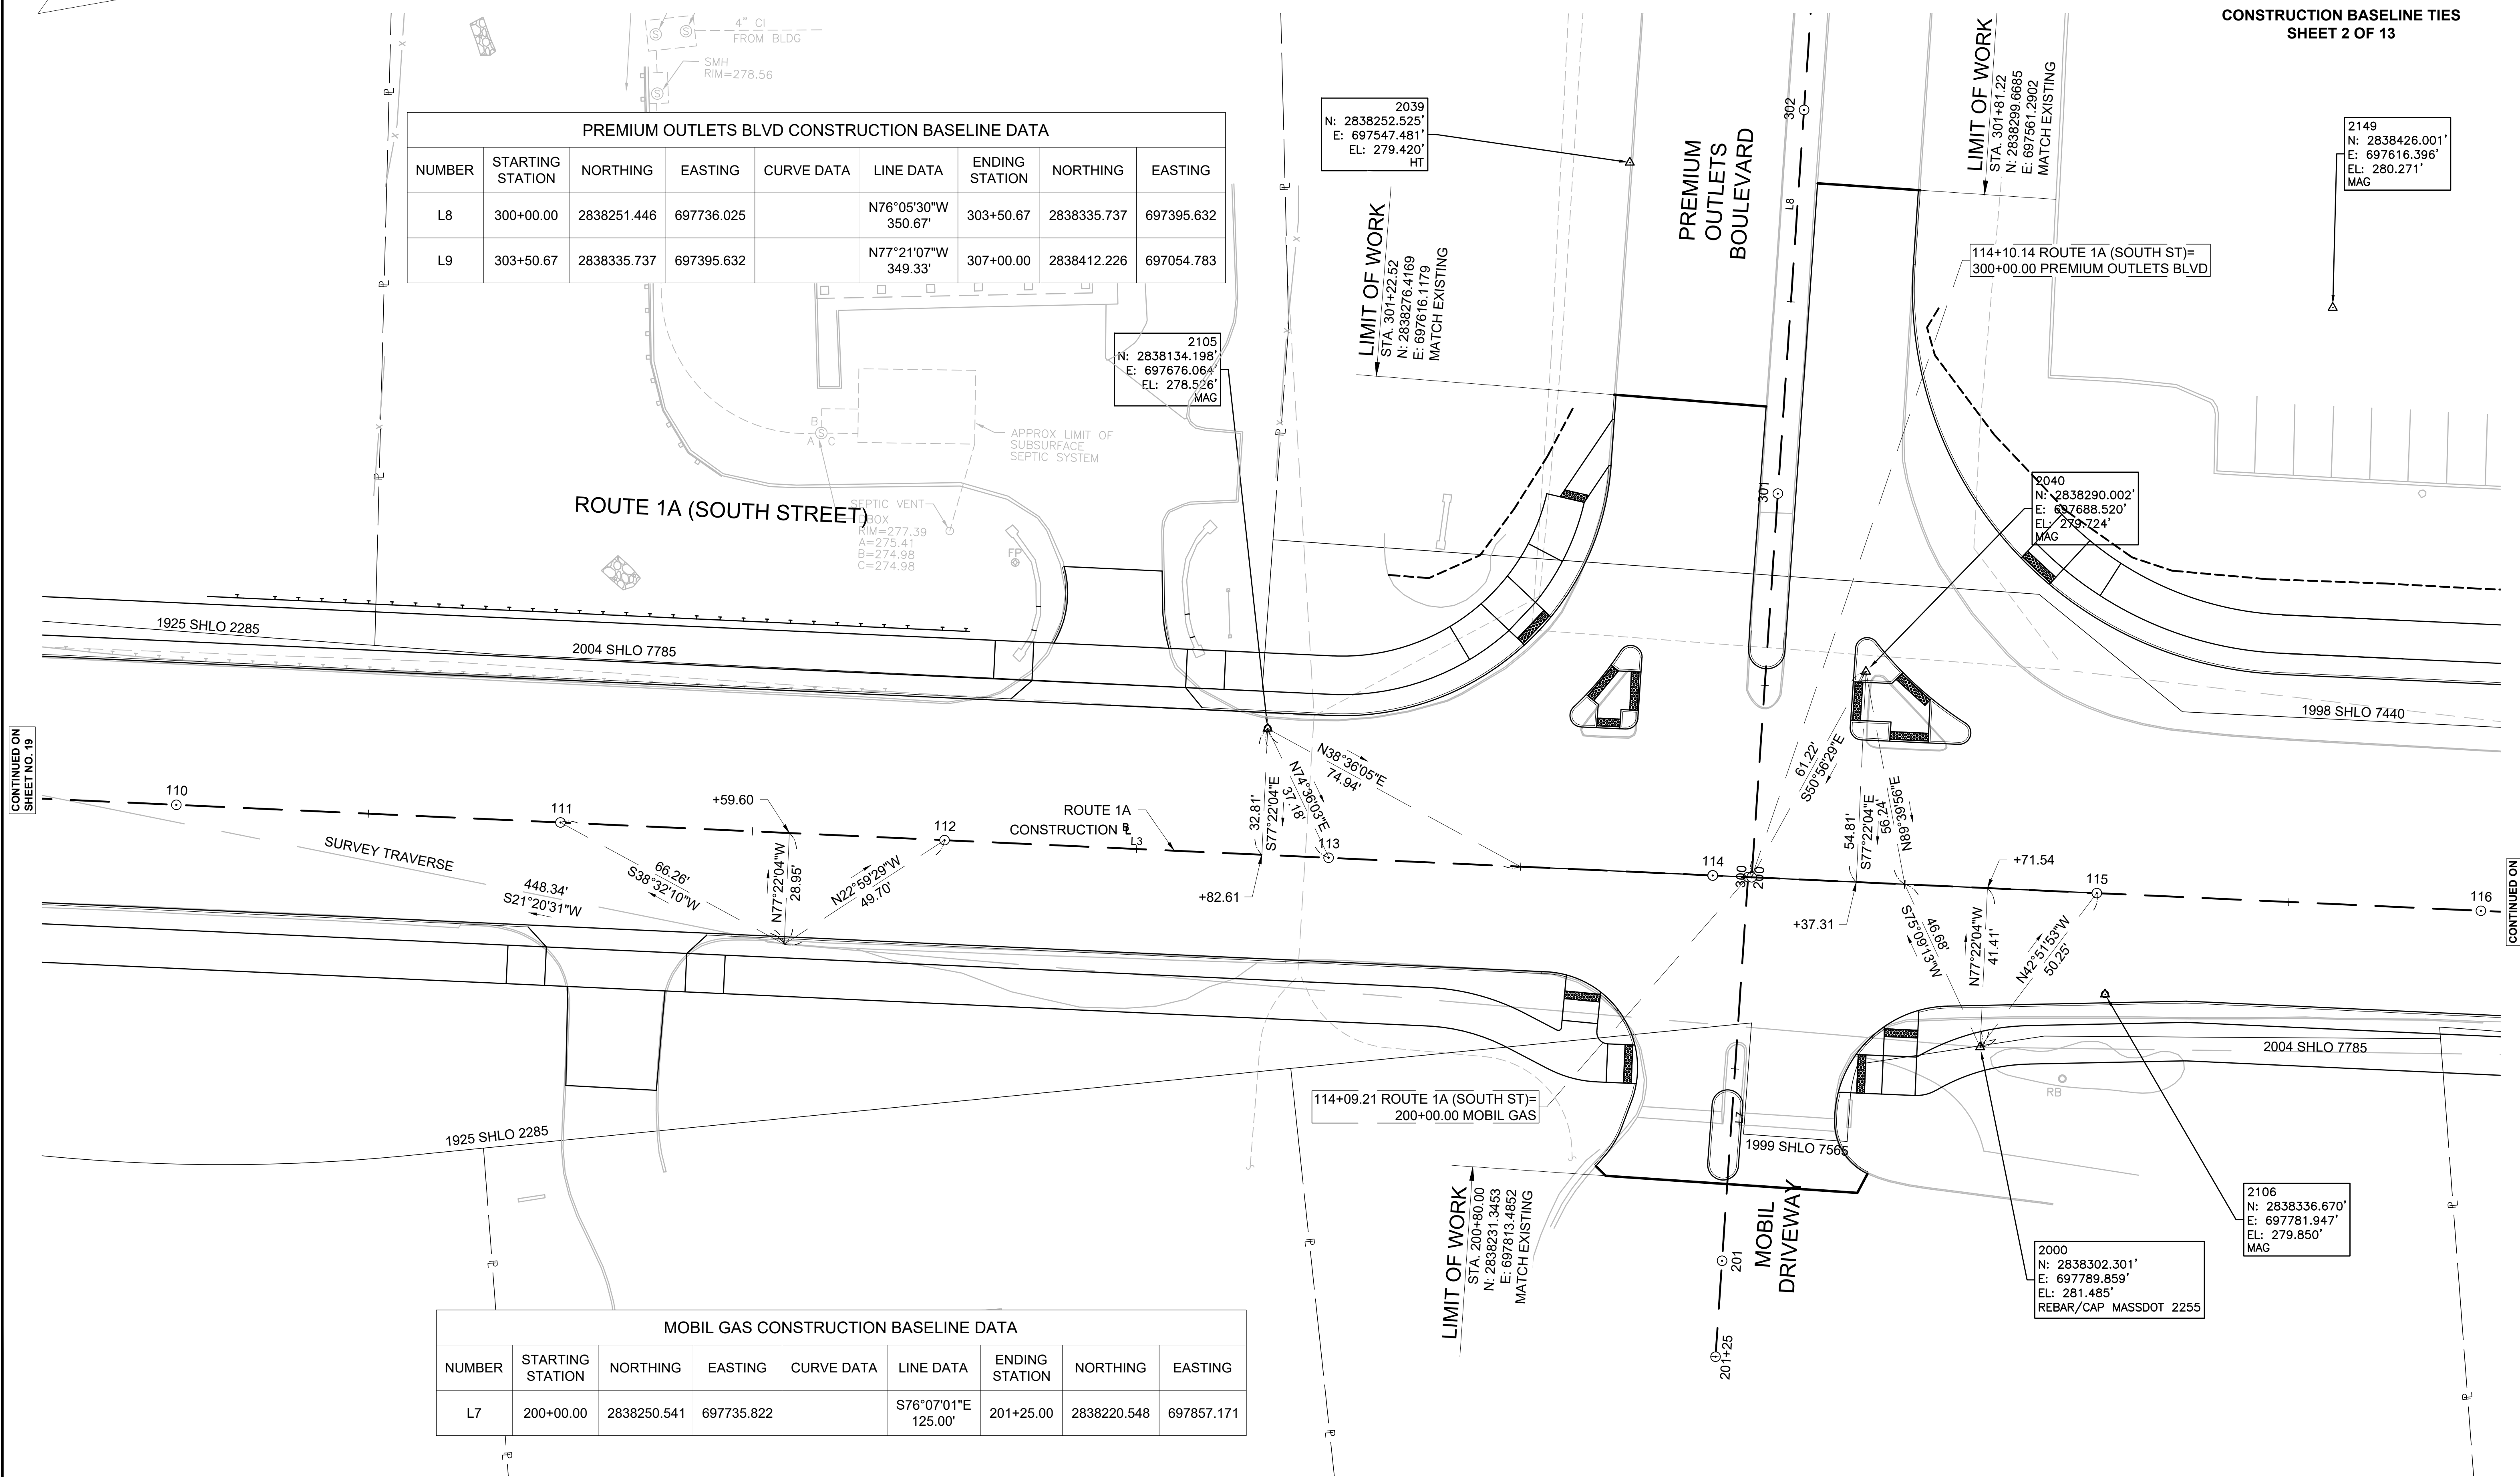 CONSTRUCTION BASELINE TIES
SHEET 2 OF 13
4" CI
FROM BLDG
SMH
RIM=278.56
PREMIUM OUTLETS BLVD CONSTRUCTION BASELINE DATA
NUMBER STARTING STATION NORTHING EASTING CURVE DATA LINE DATA ENDING STATION NORTHING EASTING
L8 300+00.00 2838251.446 697736.025 N76°05'30"W 350.67' 303+50.67 2838335.737 697395.632
L9 303+50.67 2838335.737 697395.632 N77°21'07"W 349.33' 307+00.00 2838412.226 697054.783
2039
N: 2838252.525'
E: 697547.481'
EL: 279.420'
HT
LIMIT OF WORK
STA. 301+22.52
N: 2838276.4169
E: 697616.1179
MATCH EXISTING
PREMIUM
OUTLETS
BOULEVARD
302
L8
301
LIMIT OF WORK
STA. 301+81.22
N: 2838299.6685
E: 697561.2902
MATCH EXISTING
2149
N: 2838426.001'
E: 697616.396'
EL: 280.271'
MAG
114+10.14 ROUTE 1A (SOUTH ST)=
300+00.00 PREMIUM OUTLETS BLVD
2105
N: 2838134.198'
E: 697676.064'
EL: 278.526'
MAG
B
A C
APPROX LIMIT OF
SUBSURFACE
SEPTIC SYSTEM
2040
N: 2838290.002'
E: 697688.520'
EL: 279.724'
MAG
ROUTE 1A (SOUTH STREET)
SEPTIC VENT
RIM=277.39
A=275.41
B=274.98
C=274.98
FP
1925 SHLO 2285
2004 SHLO 7785
1998 SHLO 7440
CONTINUED ON
SHEET NO. 19
110
111
+59.60
112
ROUTE 1A
CONSTRUCTION ℄
L3
113
+82.61
114
300
200
+37.31
+71.54
115
116
CONTINUED ON
SURVEY TRAVERSE
448.34'
S21°20'31"W
66.26'
S38°32'10"W
N77°22'04"W
28.95'
N22°59'29"W
49.70'
32.81'
S77°22'04"E
N74°36'03"E
37.18'
N38°36'05"E
74.94'
61.22'
S50°56'29"E
54.81'
S77°22'04"E
56.24'
N89°39'56"E
46.68'
S75°09'13"W
N77°22'04"W
41.41'
N42°51'53"W
50.25'
2004 SHLO 7785
RB
114+09.21 ROUTE 1A (SOUTH ST)=
200+00.00 MOBIL GAS
L7
1999 SHLO 7565
1925 SHLO 2285
LIMIT OF WORK
STA. 200+80.00
N: 2838231.3453
E: 697813.4852
MATCH EXISTING
MOBIL
DRIVEWAY
201
201+25
2106
N: 2838336.670'
E: 697781.947'
EL: 279.850'
MAG
2000
N: 2838302.301'
E: 697789.859'
EL: 281.485'
REBAR/CAP MASSDOT 2255
MOBIL GAS CONSTRUCTION BASELINE DATA
NUMBER STARTING STATION NORTHING EASTING CURVE DATA LINE DATA ENDING STATION NORTHING EASTING
L7 200+00.00 2838250.541 697735.822 S76°07'01"E 125.00' 201+25.00 2838220.548 697857.171